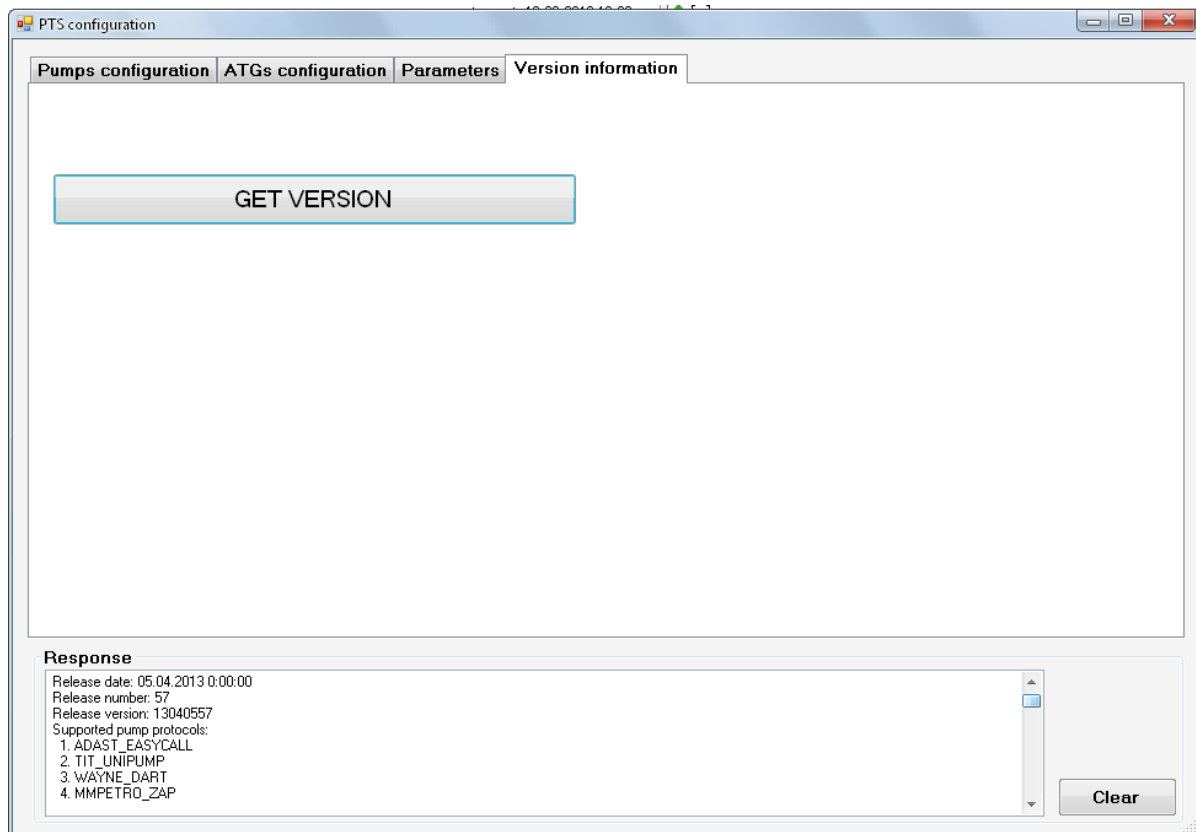 PTS configuration
Pumps configuration
ATGs configuration
Parameters
Version information
GET VERSION
Response
Release date: 05.04.2013 0:00:00
Release number: 57
Release version: 13040557
Supported pump protocols:
1. ADAST_EASYCALL
2. TIT_UNIPUMP
3. WAYNE_DART
4. MMPETRO_ZAP
Clear